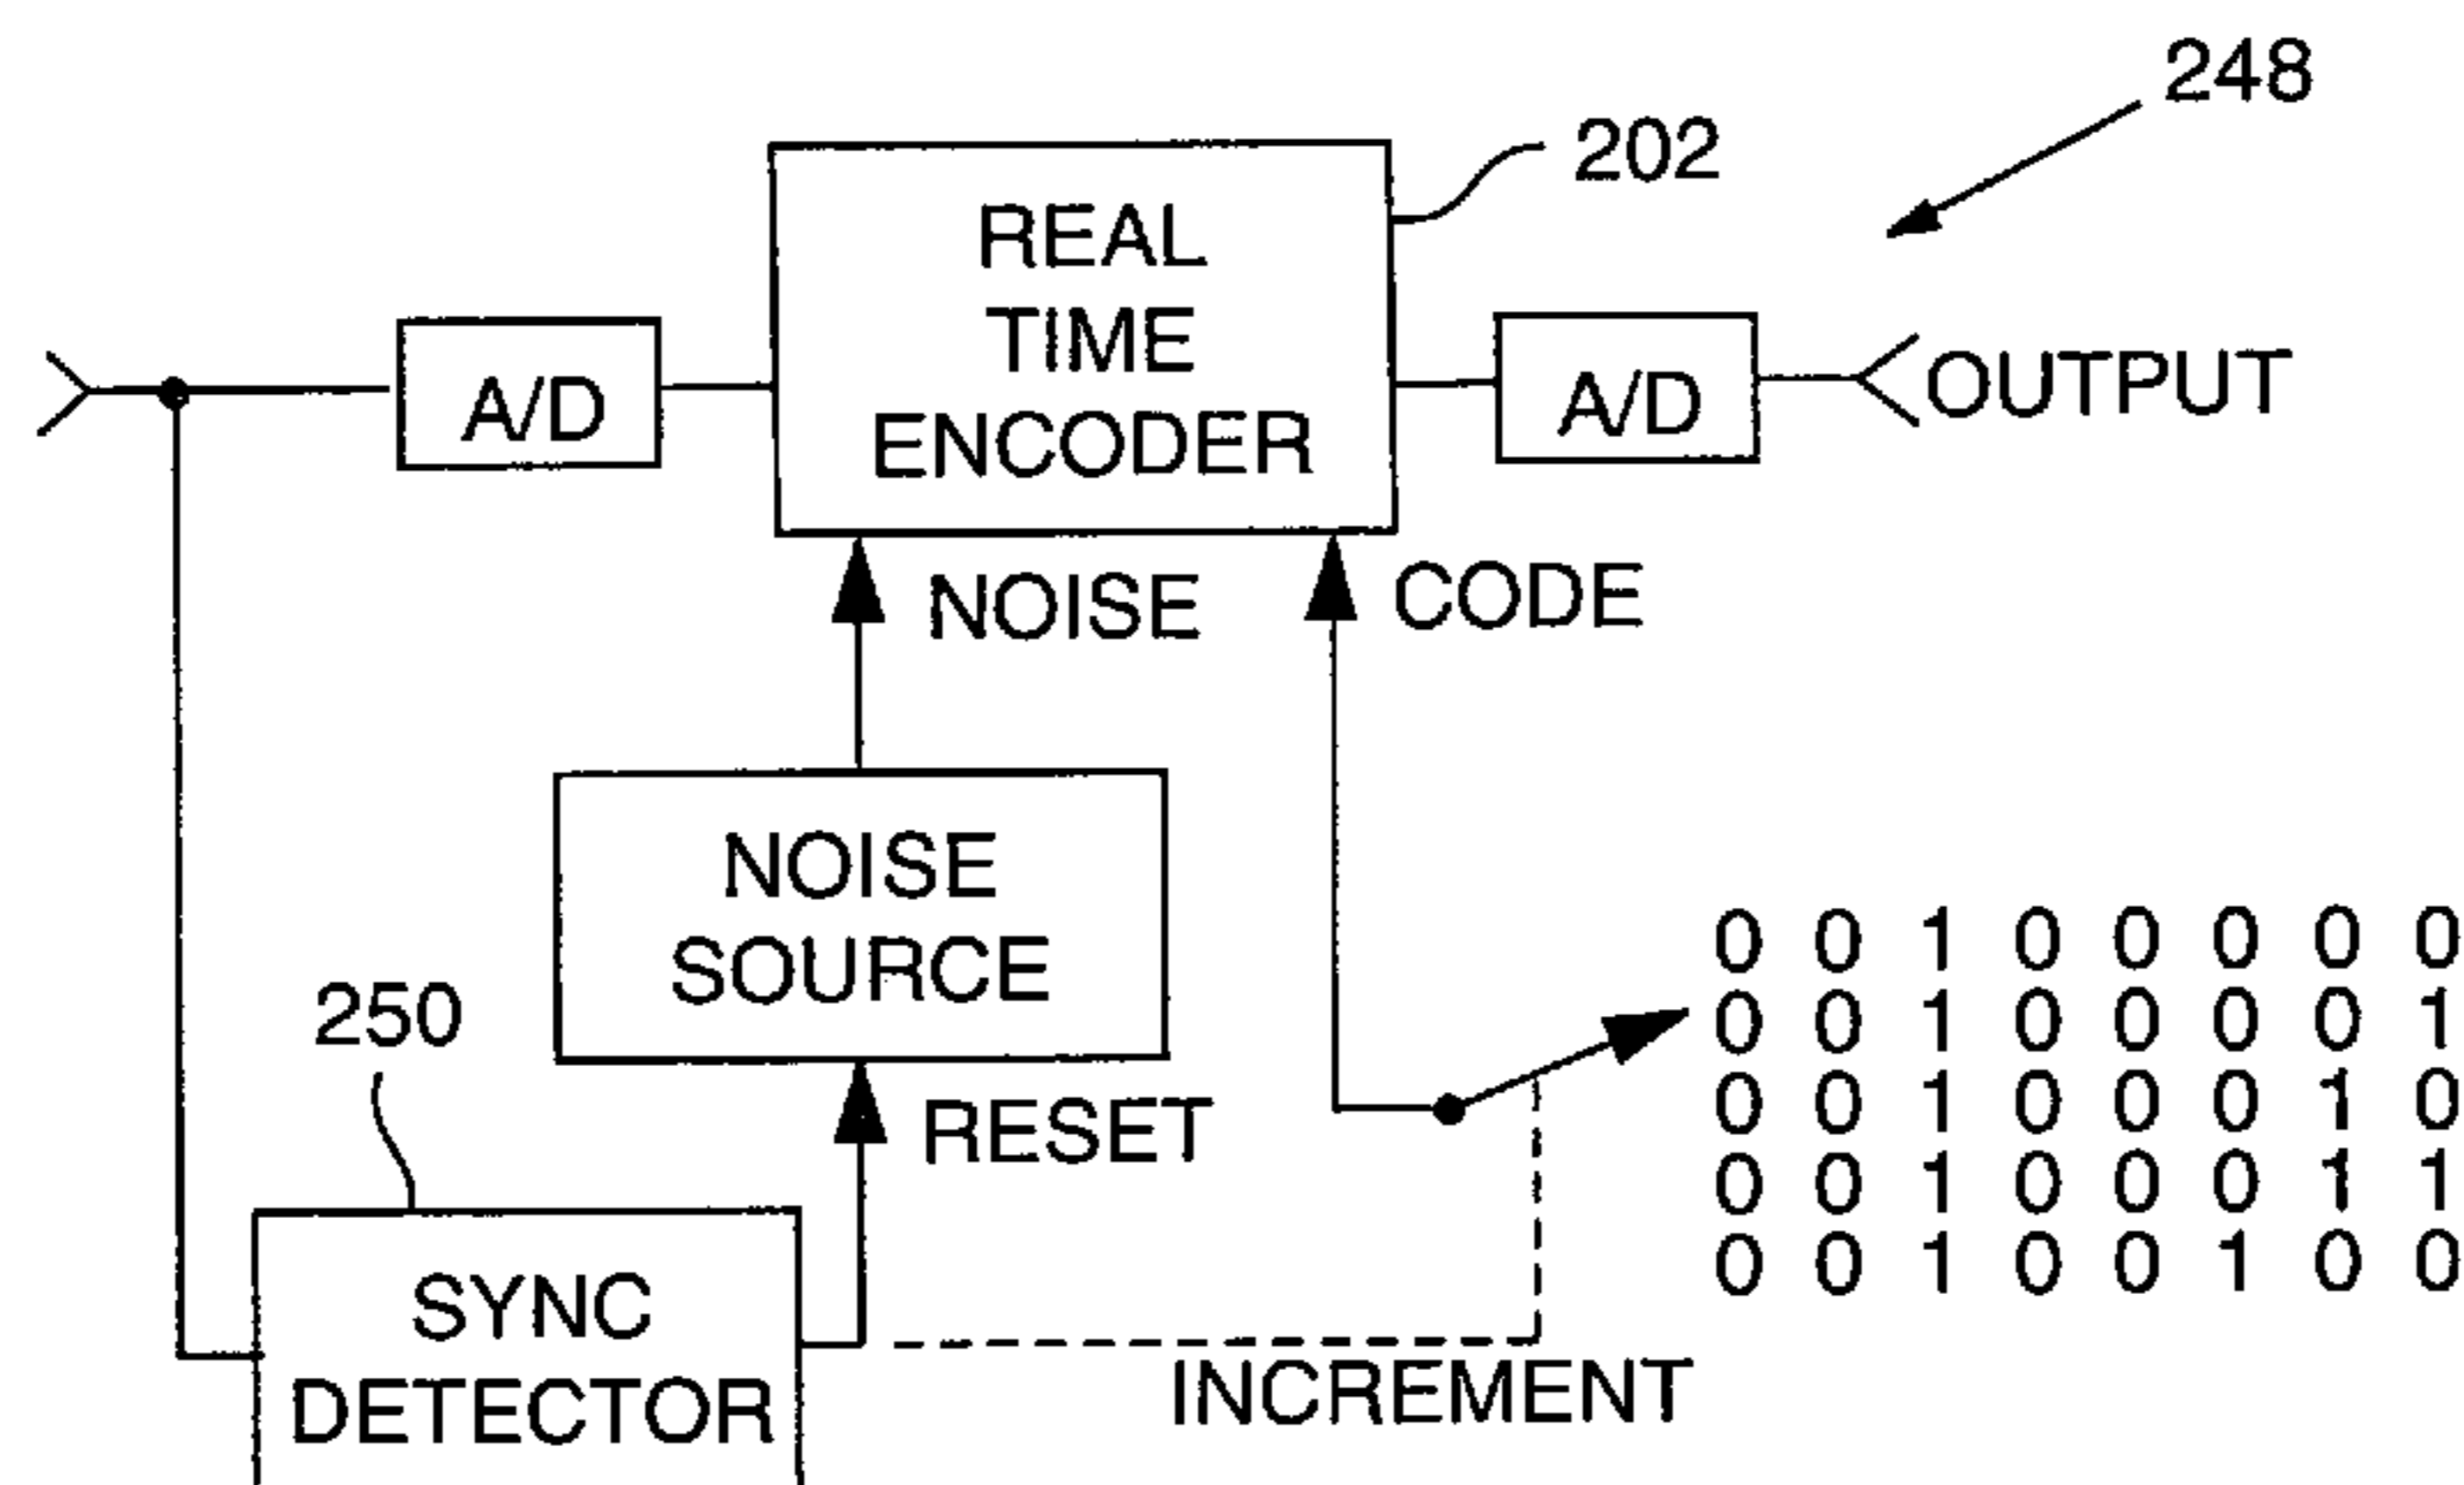 248
202
REAL
TIME
ENCODER
A/D
A/D
OUTPUT
NOISE
CODE
NOISE
SOURCE
250
RESET
0 0 1 0 0 0 0 0
0 0 1 0 0 0 0 1
0 0 1 0 0 0 1 0
0 0 1 0 0 0 1 1
0 0 1 0 0 1 0 0
SYNC
DETECTOR
INCREMENT